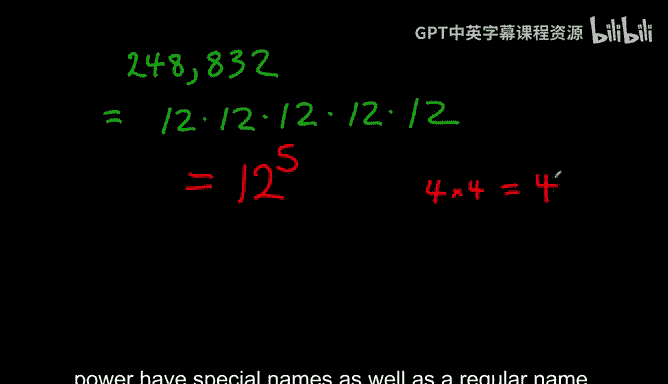 GPT中英字幕课程资源 bilibili
248,832
= 12 · 12 · 12 · 12 · 12
= 12⁵
4 × 4 = 4
power have special names as well as a regular name